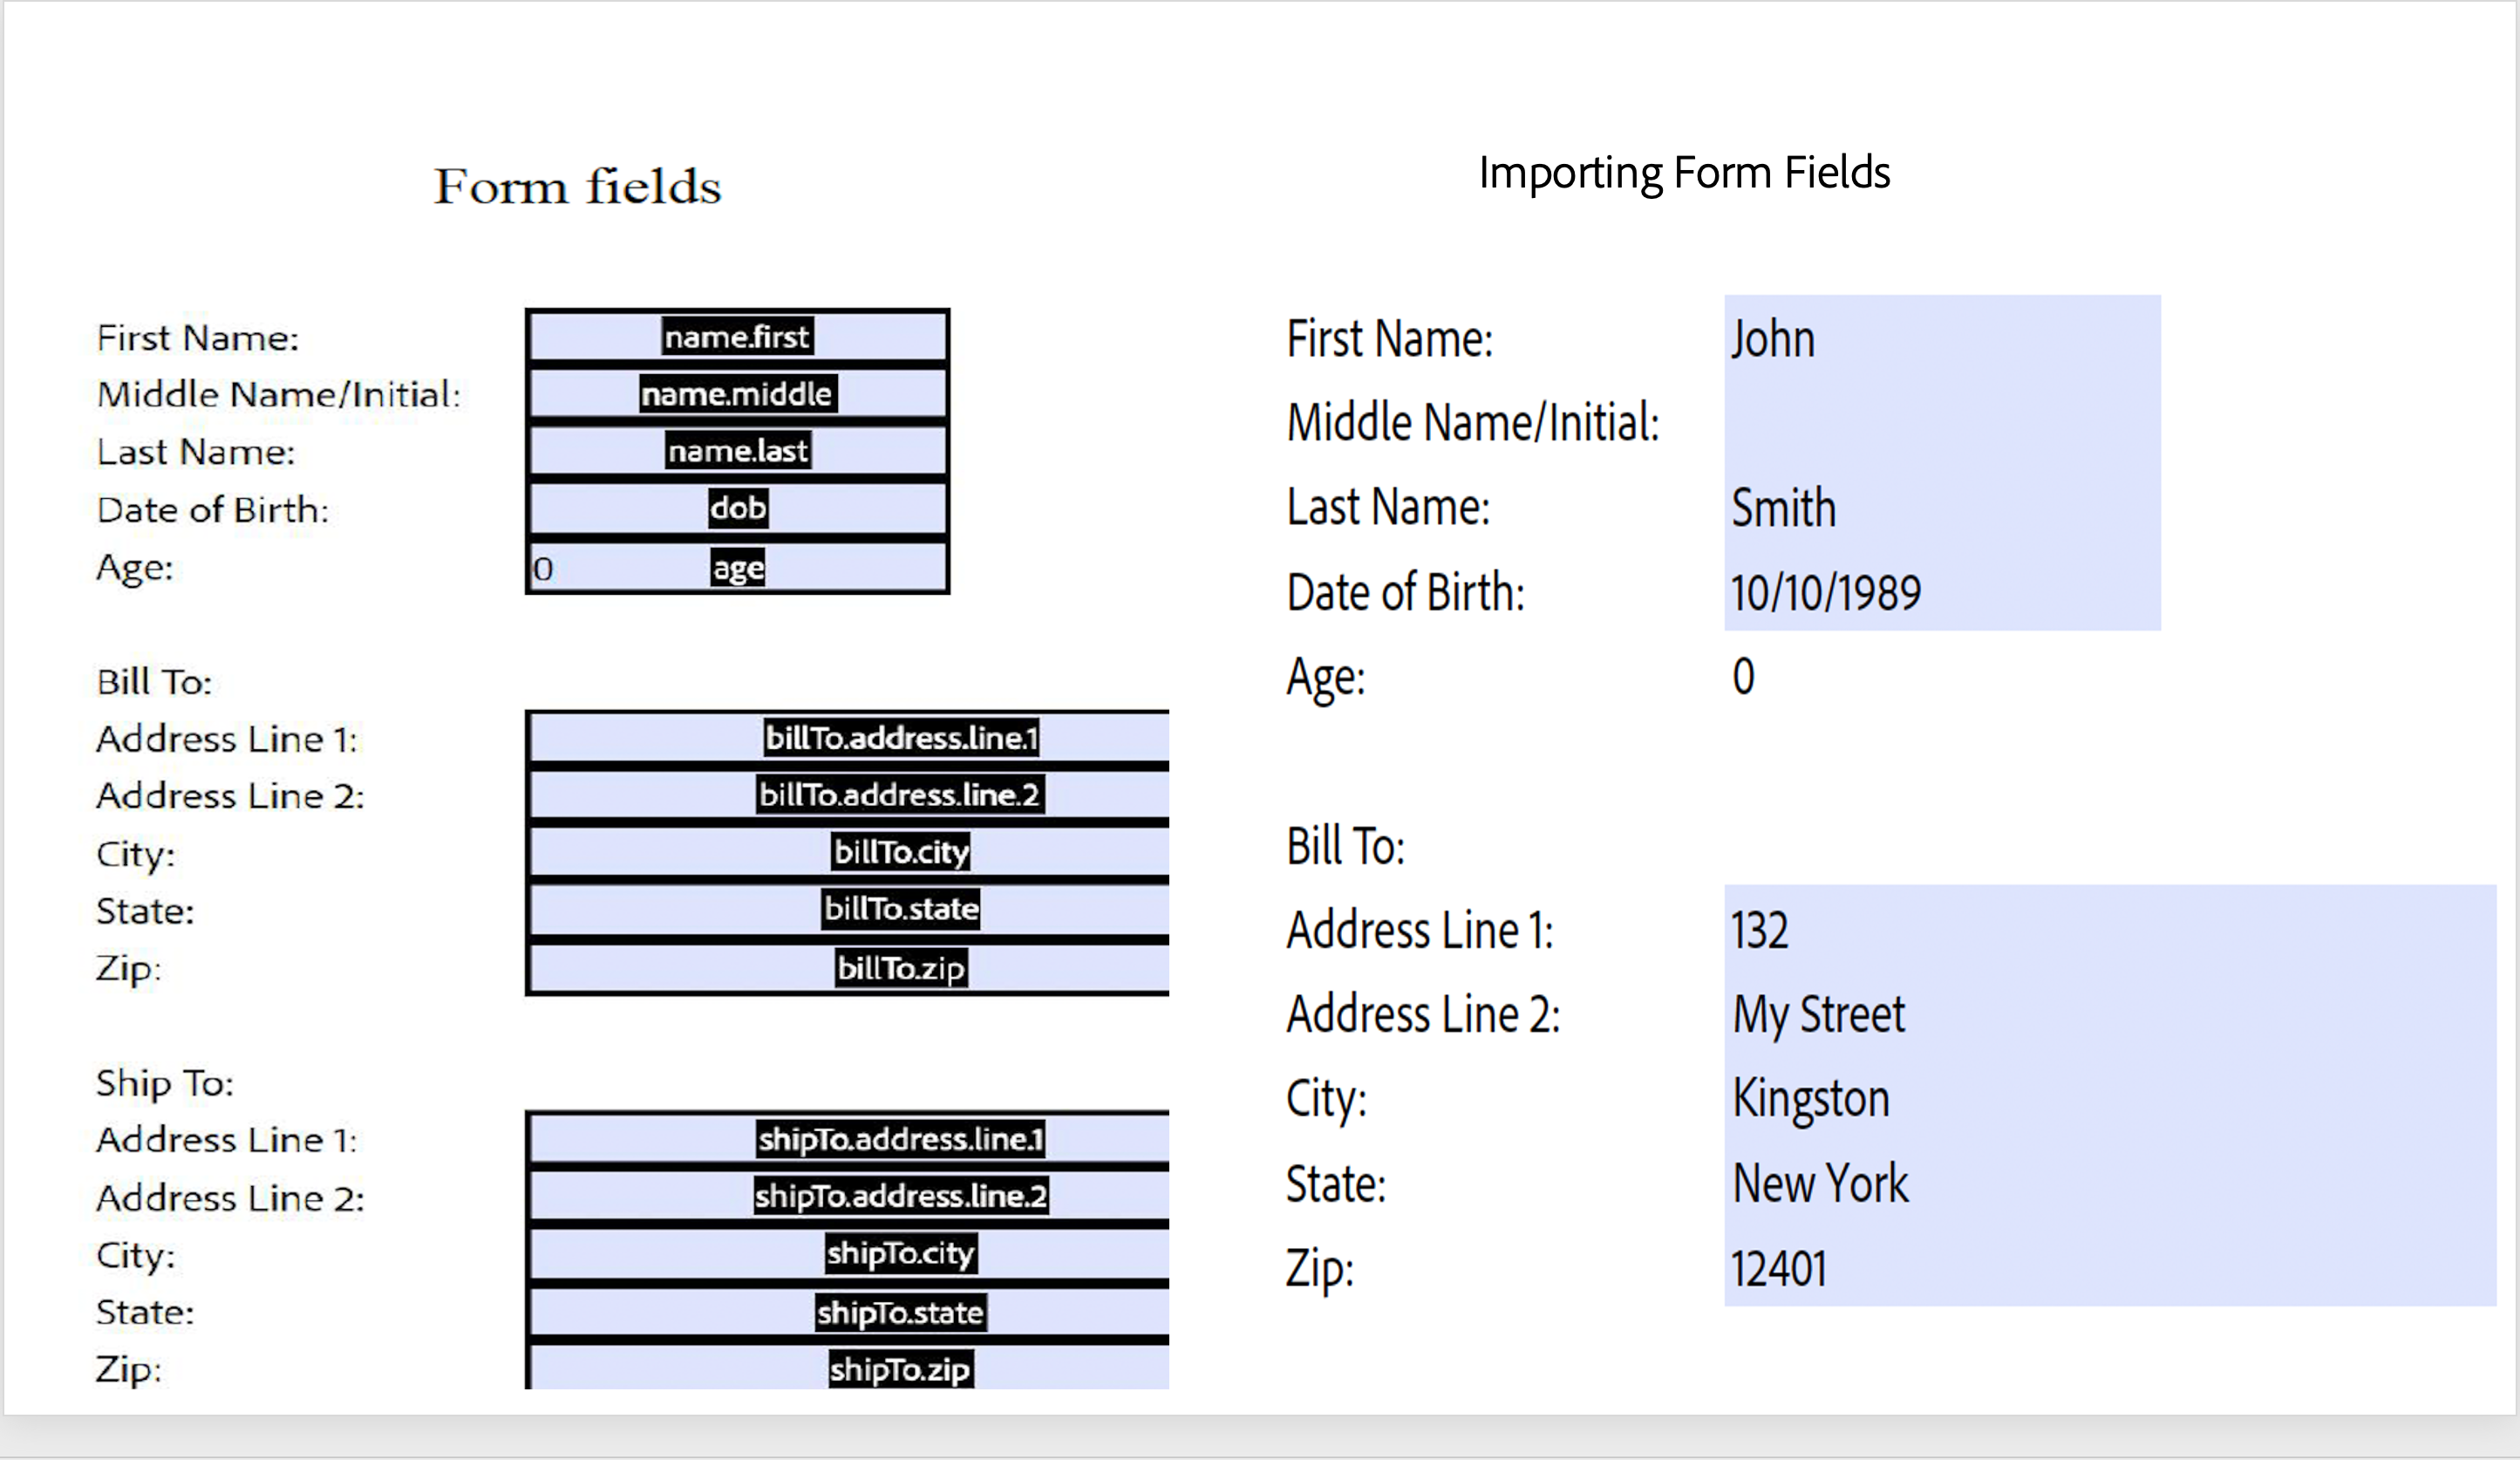 Form fields
First Name: name.first
Middle Name/Initial: name.middle
Last Name: name.last
Date of Birth: dob
Age: 0 age
Bill To:
Address Line 1: billTo.address.line.1
Address Line 2: billTo.address.line.2
City: billTo.city
State: billTo.state
Zip: billTo.zip
Ship To:
Address Line 1: shipTo.address.line.1
Address Line 2: shipTo.address.line.2
City: shipTo.city
State: shipTo.state
Zip: shipTo.zip
Importing Form Fields
First Name: John
Middle Name/Initial:
Last Name: Smith
Date of Birth: 10/10/1989
Age: 0
Bill To:
Address Line 1: 132
Address Line 2: My Street
City: Kingston
State: New York
Zip: 12401